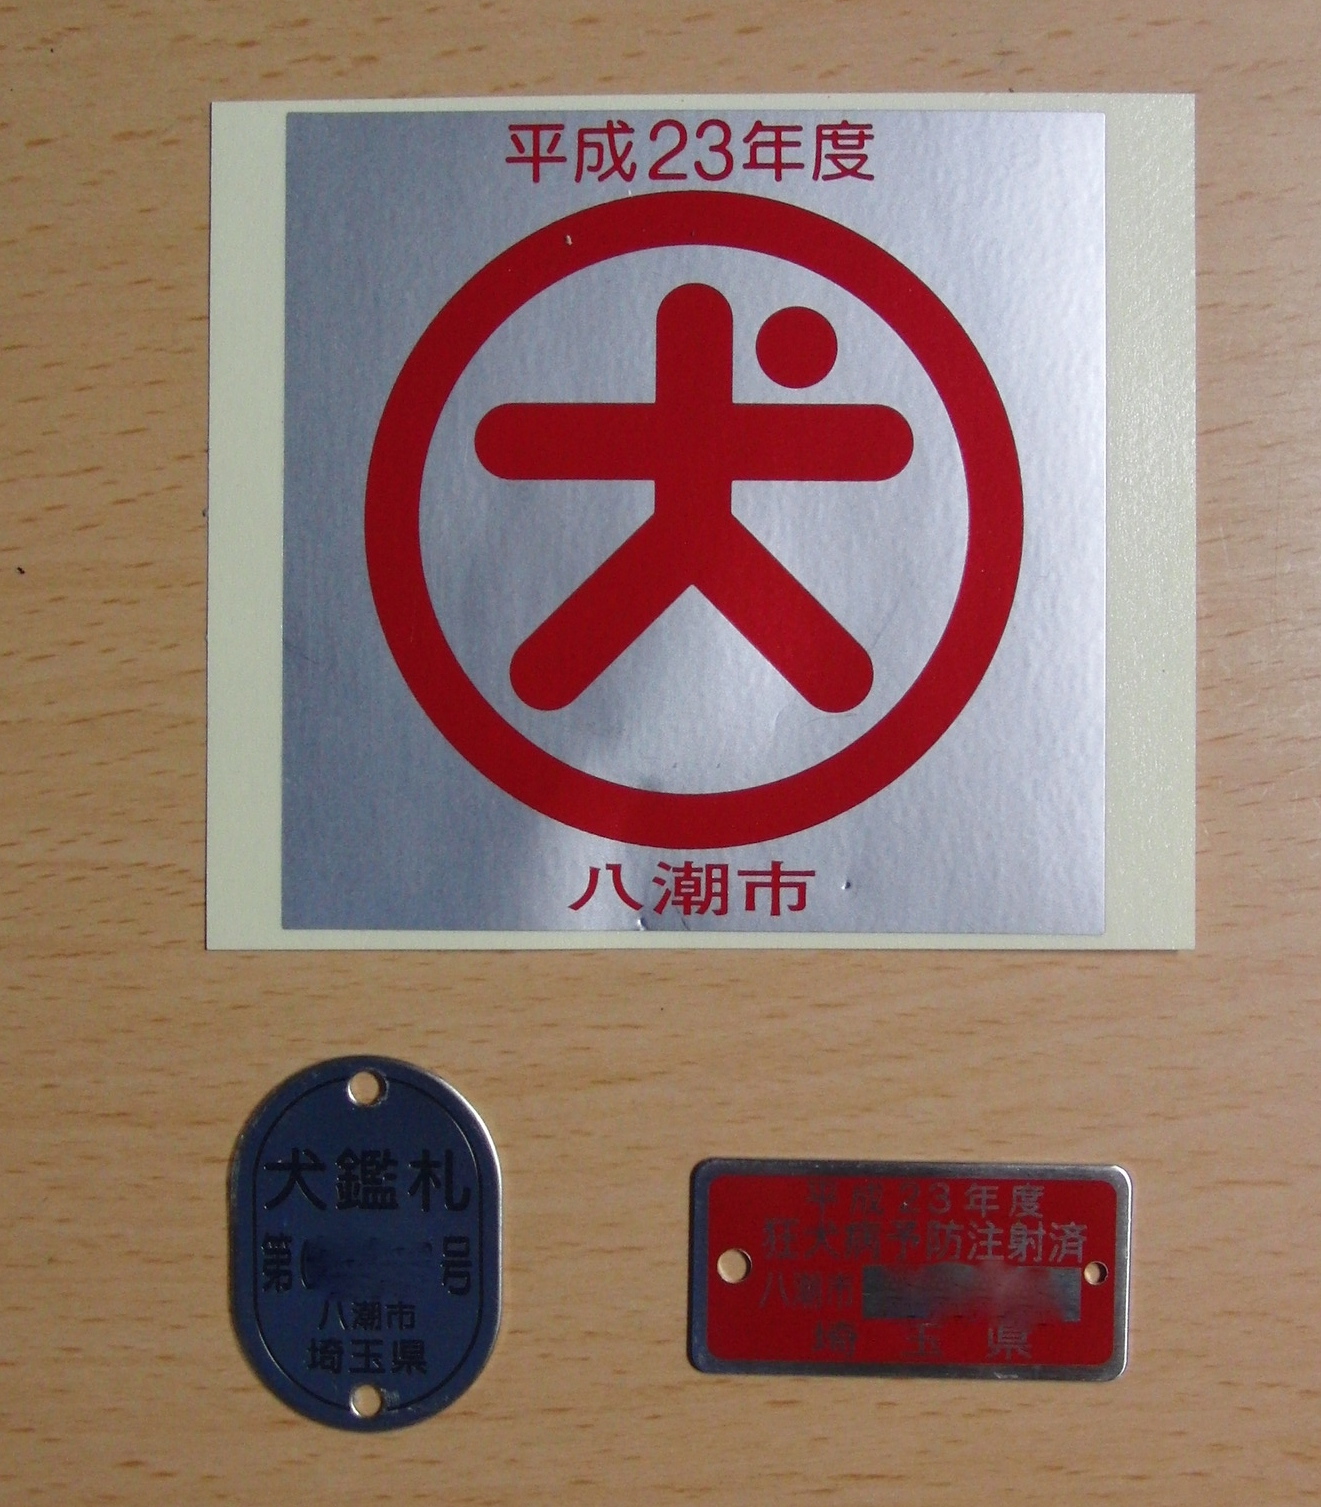 平成23年度
犬
八潮市
犬鑑札
第 号
八潮市
埼玉県
平成23年度
狂犬病予防注射済
八潮市
埼玉県